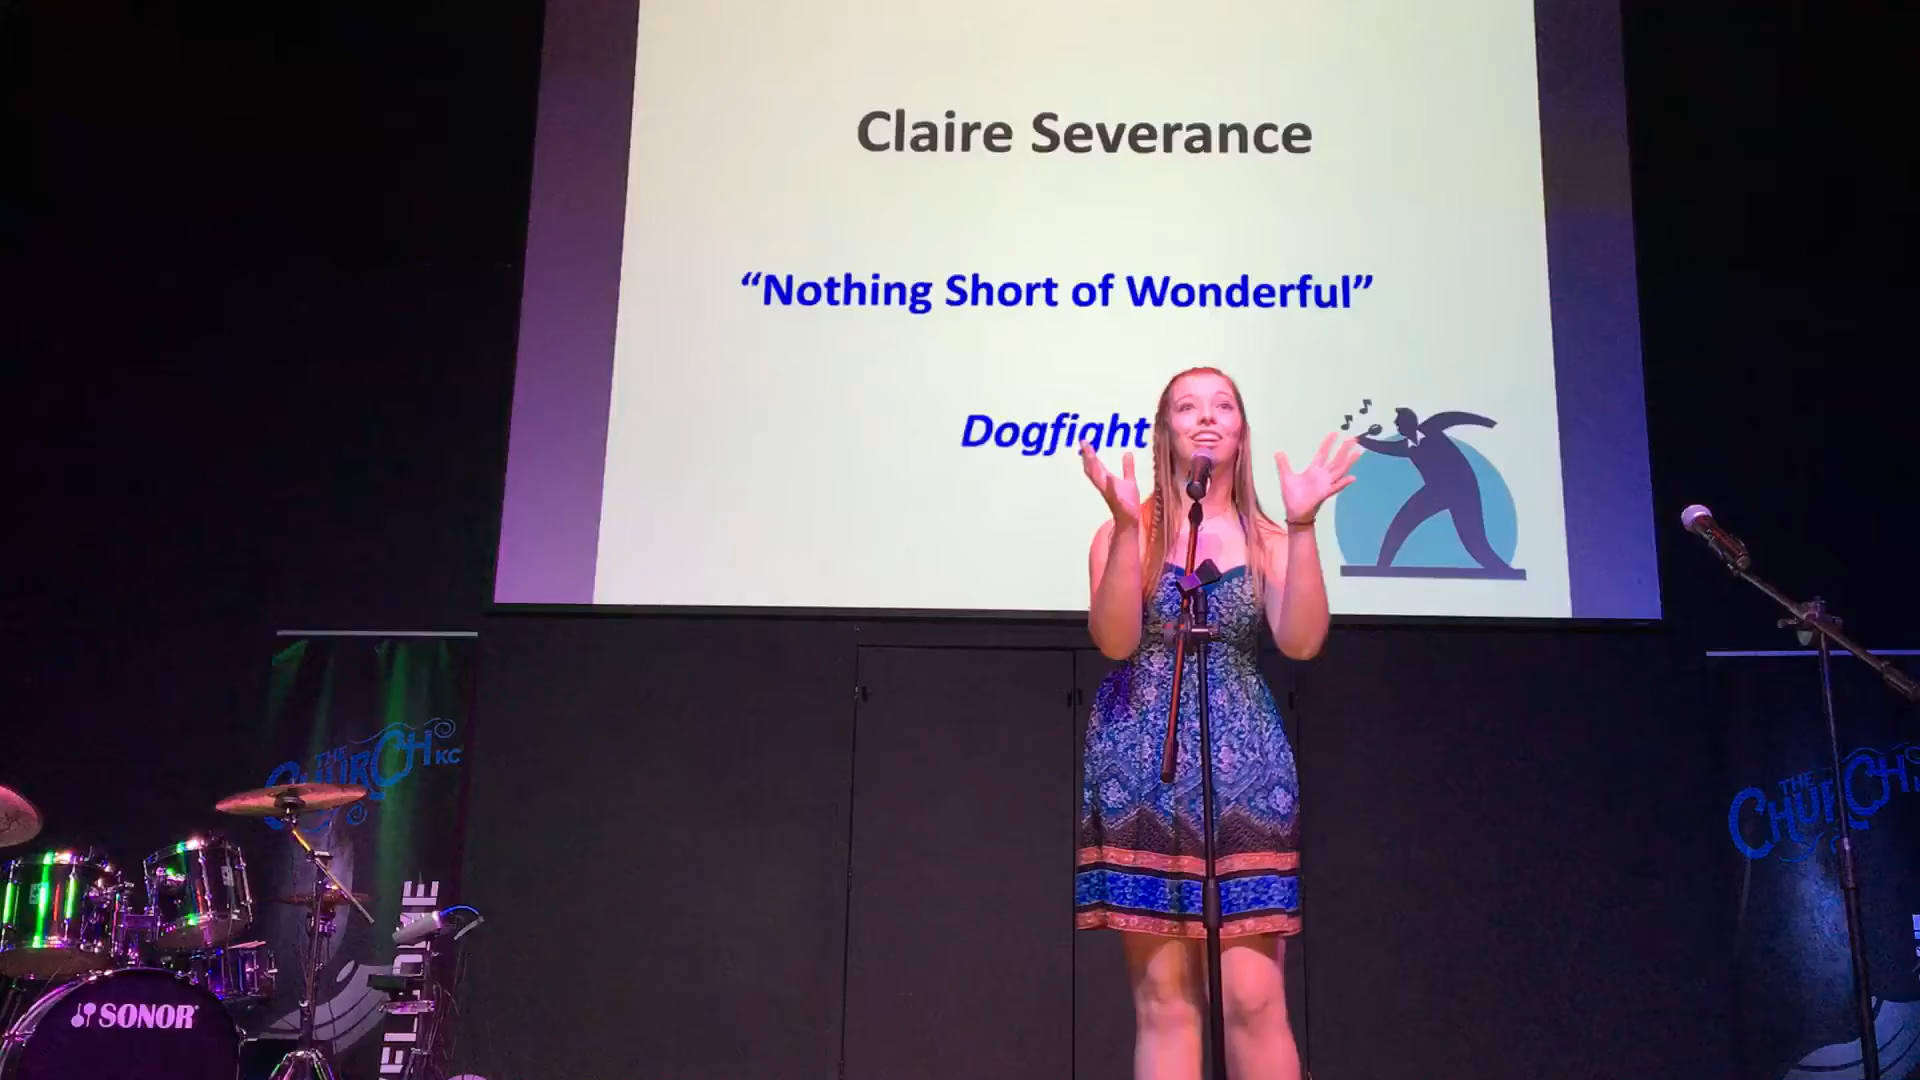 Claire Severance
“Nothing Short of Wonderful”
Dogfight
THE
CHURCH KC
THE
CHURCH
SONOR